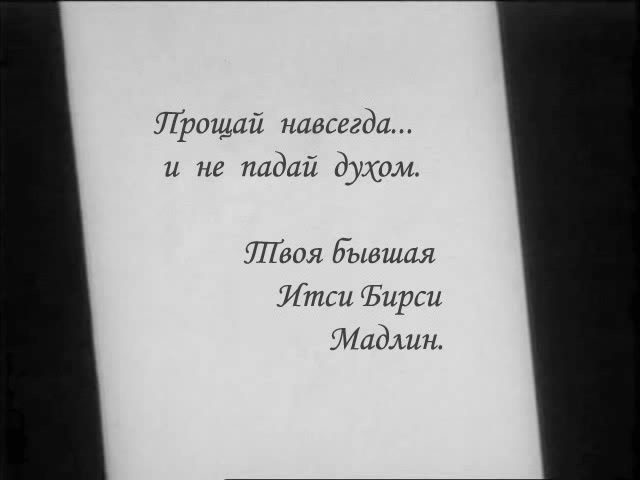 Прощай навсегда...
и не падай духом.
Твоя бывшая
Итси Бирси
Мадлин.